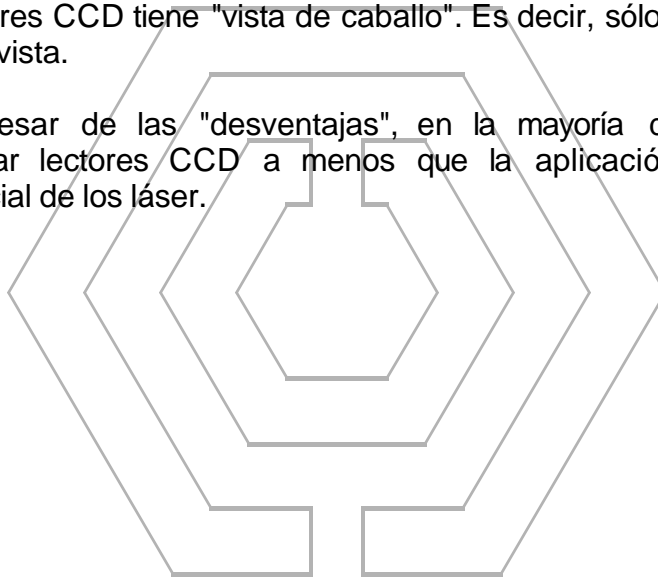 res CCD tiene "vista de caballo". Es decir, sólo
vista.
esar de las "desventajas", en la mayoría
ar lectores CCD a menos que la aplicació
cial de los láser.